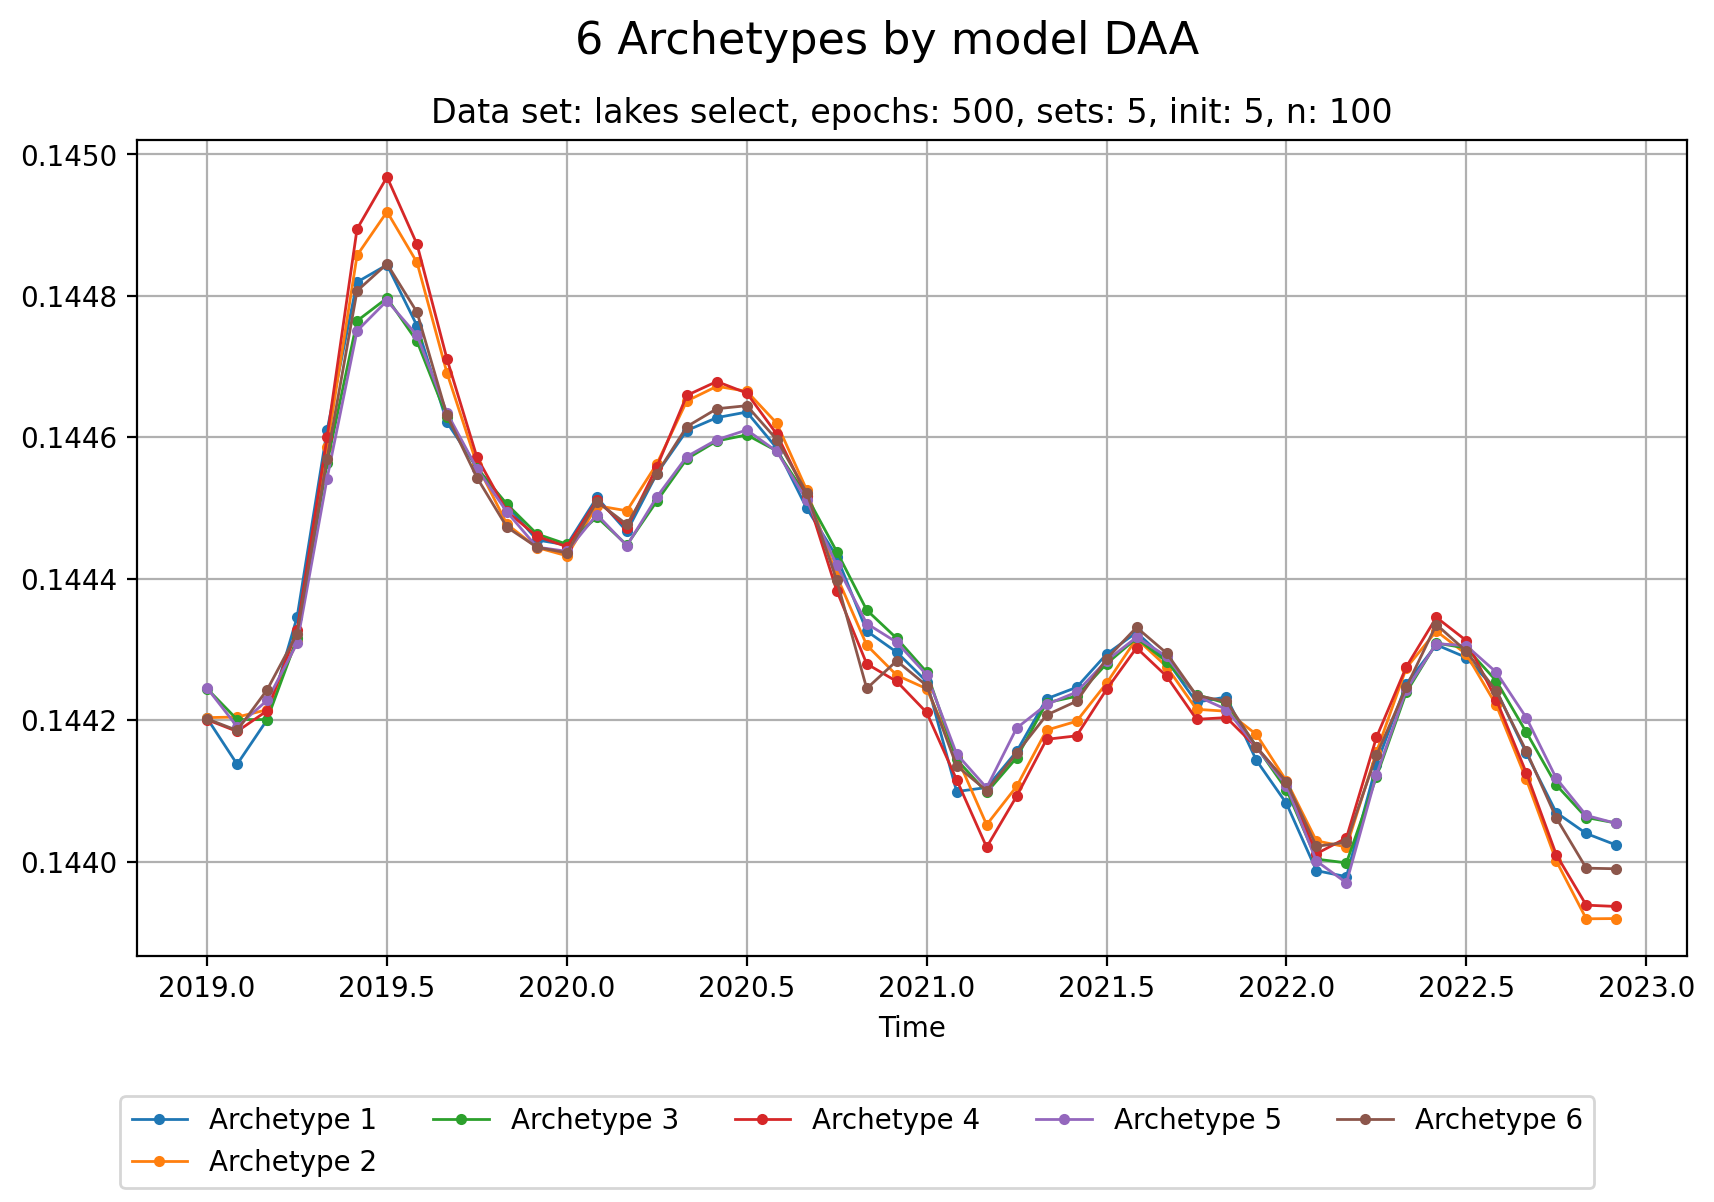 6 Archetypes by model DAA
Data set: lakes select, epochs: 500, sets: 5, init: 5, n: 100
0.1450
0.1448
0.1446
0.1444
0.1442
0.1440
2019.0 2019.5 2020.0 2020.5 2021.0 2021.5 2022.0 2022.5 2023.0
Time
Archetype 1 Archetype 3 Archetype 4 Archetype 5 Archetype 6
Archetype 2